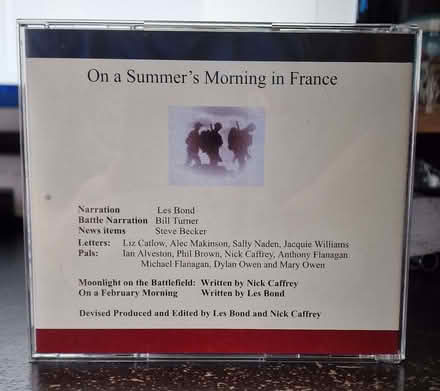 On a Summer's Morning in France
Narration Les Bond
Battle Narration Bill Turner
News items Steve Becker
Letters: Liz Catlow, Alec Makinson, Sally Naden, Jacquie Williams
Pals: Ian Alveston, Phil Brown, Nick Caffrey, Anthony Flanagan
Michael Flanagan, Dylan Owen and Mary Owen
Moonlight on the Battlefield: Written by Nick Caffrey
On a February Morning Written by Les Bond
Devised Produced and Edited by Les Bond and Nick Caffrey